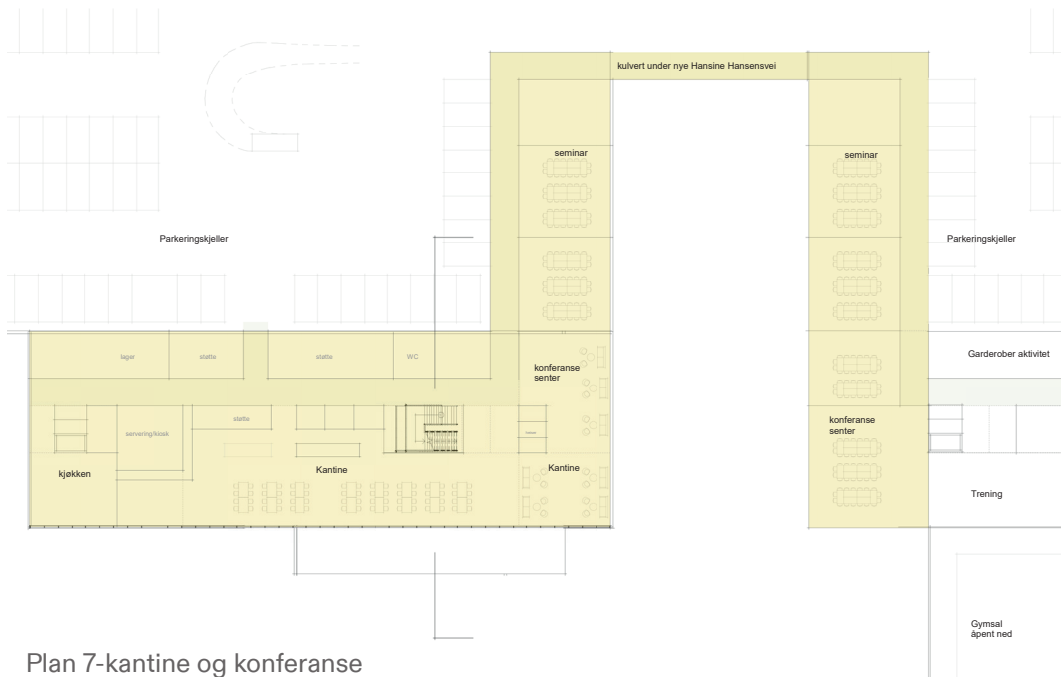 kulvert under nye Hansine Hansensvei
seminar
seminar
Parkeringskjeller
Parkeringskjeller
lager
støtte
støtte
WC
konferanse
senter
Garderober aktivitet
støtte
servering/kiosk
konferanse
senter
kjøkken
Kantine
Kantine
Trening
Gymsal
åpent ned
Plan 7-kantine og konferanse